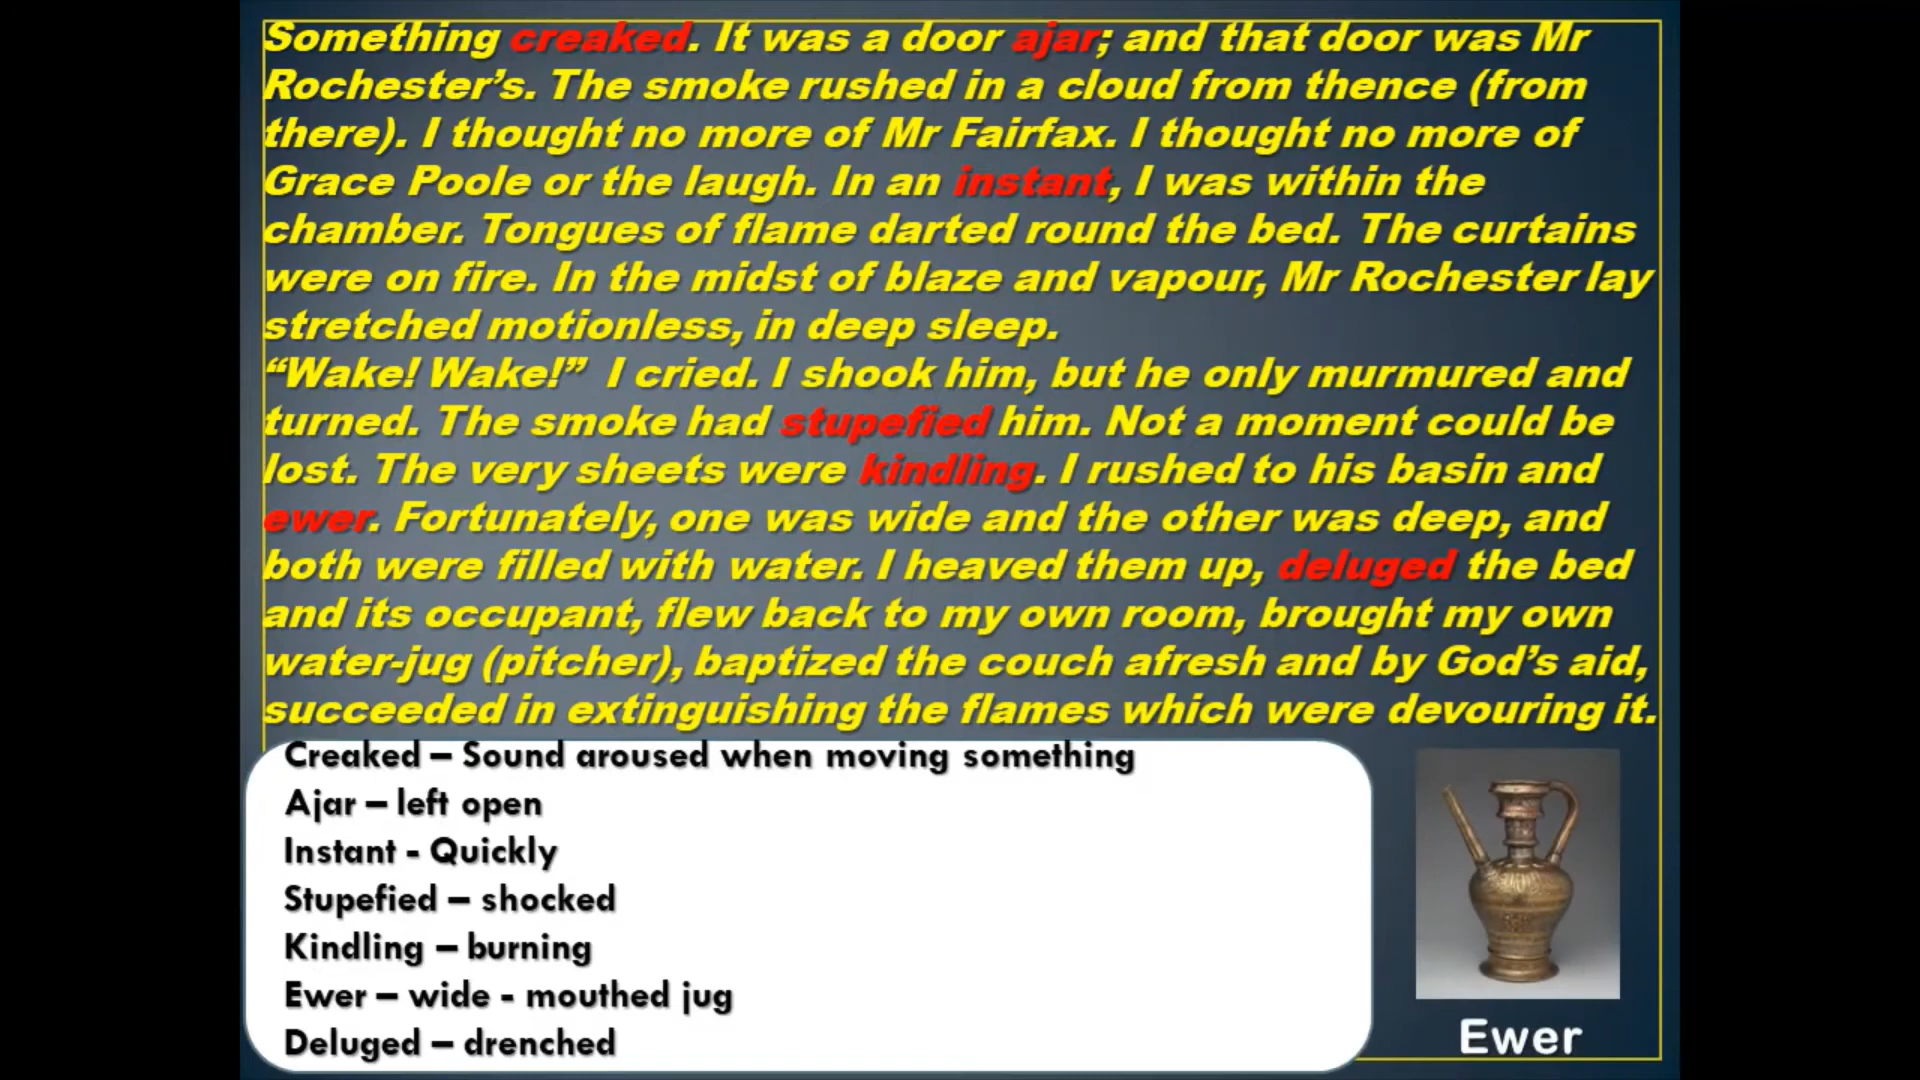 Something creaked. It was a door ajar; and that door was Mr
Rochester’s. The smoke rushed in a cloud from thence (from
there). I thought no more of Mr Fairfax. I thought no more of
Grace Poole or the laugh. In an instant, I was within the
chamber. Tongues of flame darted round the bed. The curtains
were on fire. In the midst of blaze and vapour, Mr Rochester lay
stretched motionless, in deep sleep.
“Wake! Wake!” I cried. I shook him, but he only murmured and
turned. The smoke had stupefied him. Not a moment could be
lost. The very sheets were kindling. I rushed to his basin and
ewer. Fortunately, one was wide and the other was deep, and
both were filled with water. I heaved them up, deluged the bed
and its occupant, flew back to my own room, brought my own
water-jug (pitcher), baptized the couch afresh and by God’s aid,
succeeded in extinguishing the flames which were devouring it.
Creaked – Sound aroused when moving something
Ajar – left open
Instant - Quickly
Stupefied – shocked
Kindling – burning
Ewer – wide - mouthed jug
Deluged – drenched
Ewer